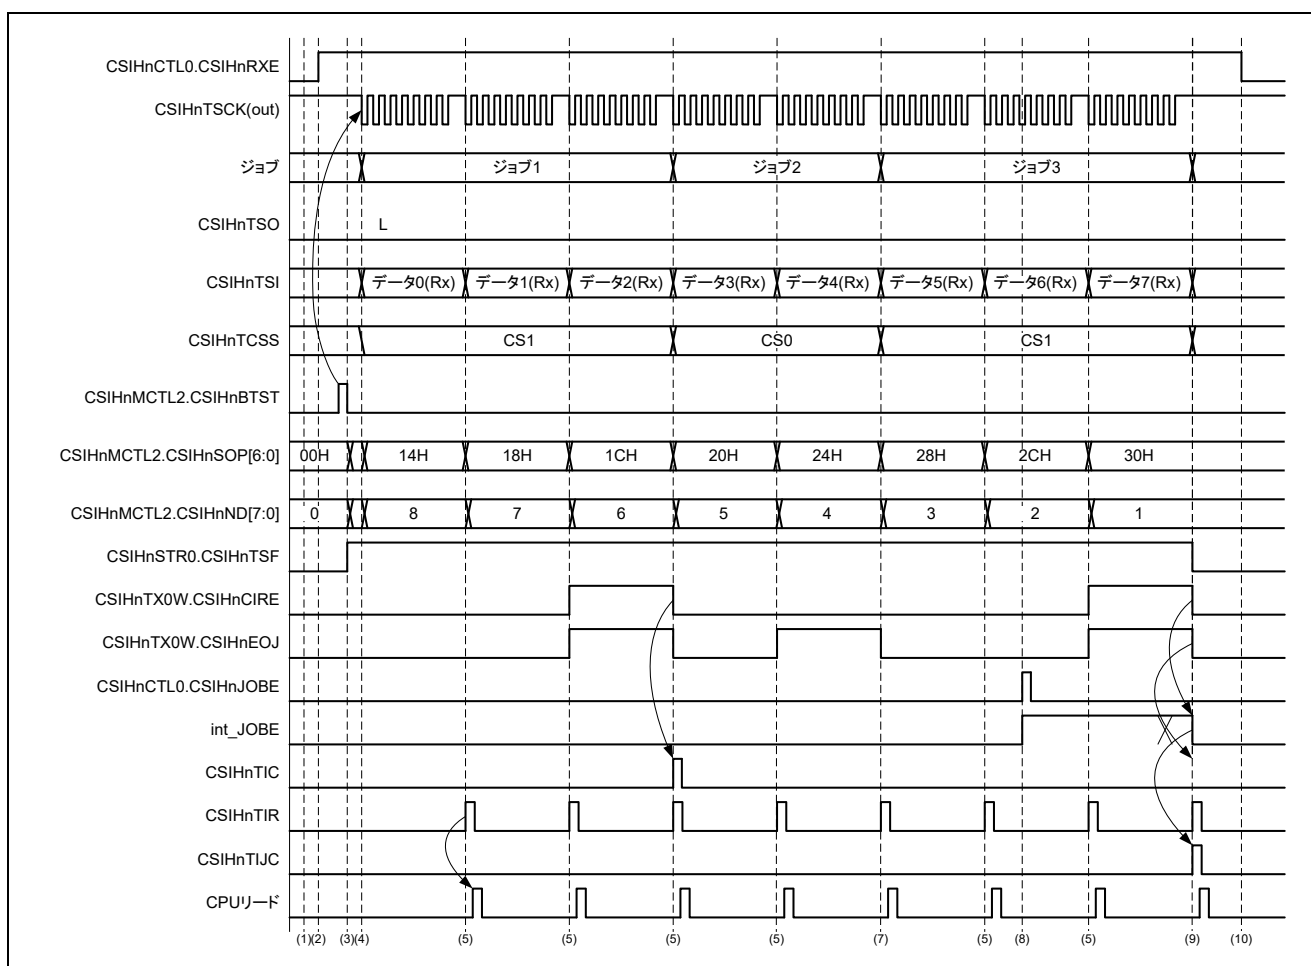 CSIHnCTL0.CSIHnRXE
CSIHnTSCK(out)
ジョブ ジョブ1 ジョブ2 ジョブ3
CSIHnTSO L
CSIHnTSI データ0(Rx) データ1(Rx) データ2(Rx) データ3(Rx) データ4(Rx) データ5(Rx) データ6(Rx) データ7(Rx)
CSIHnTCSS CS1 CS0 CS1
CSIHnMCTL2.CSIHnBTST
CSIHnMCTL2.CSIHnSOP[6:0] 00H 14H 18H 1CH 20H 24H 28H 2CH 30H
CSIHnMCTL2.CSIHnND[7:0] 0 8 7 6 5 4 3 2 1
CSIHnSTR0.CSIHnTSF
CSIHnTX0W.CSIHnCIRE
CSIHnTX0W.CSIHnEOJ
CSIHnCTL0.CSIHnJOBE
int_JOBE
CSIHnTIC
CSIHnTIR
CSIHnTIJC
CPUリード
(1)(2) (3)(4) (5) (5) (5) (5) (7) (5) (8) (5) (9) (10)